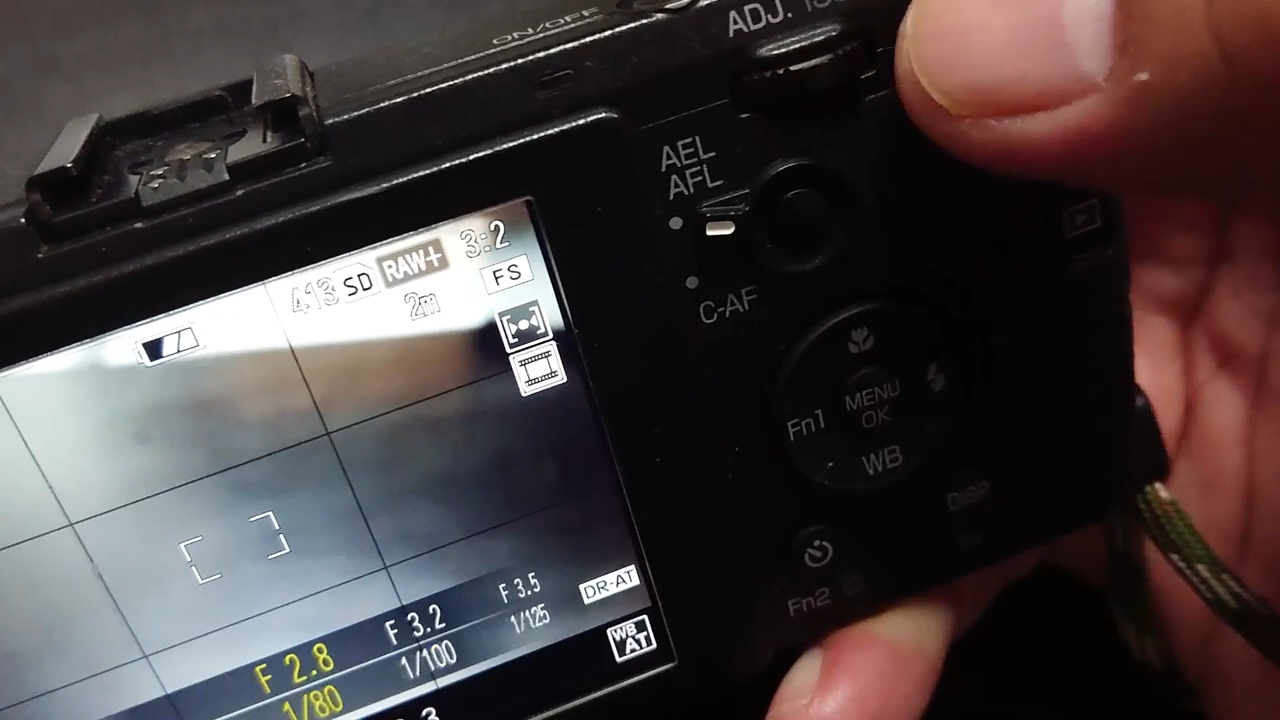 ON/OFF
ADJ.
AEL
AFL
C-AF
MENU
OK
Fn1
WB
DISP
Fn2
413 SD RAW+ 3:2
2m
FS
DR-AT
F 2.8 F 3.2 F 3.5
1/80 1/100 1/125
WB
AT